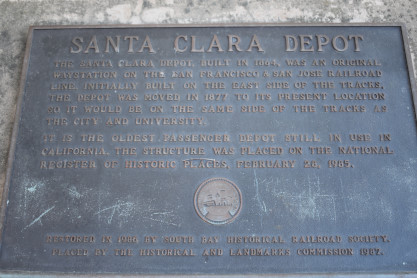 SANTA CLARA DEPOT
THE SANTA CLARA DEPOT, BUILT IN 1864, WAS AN ORIGINAL
WAYSTATION ON THE SAN FRANCISCO & SAN JOSE RAILROAD
LINE. INITIALLY BUILT ON THE EAST SIDE OF THE TRACKS,
THE DEPOT WAS MOVED IN 1877 TO ITS PRESENT LOCATION
SO IT WOULD BE ON THE SAME SIDE OF THE TRACKS AS
THE CITY AND UNIVERSITY.
IT IS THE OLDEST PASSENGER DEPOT STILL IN USE IN
CALIFORNIA. THE STRUCTURE WAS PLACED ON THE NATIONAL
REGISTER OF HISTORIC PLACES, FEBRUARY 28, 1985.
RESTORED IN 1986 BY SOUTH BAY HISTORICAL RAILROAD SOCIETY.
PLACED BY THE HISTORICAL AND LANDMARKS COMMISSION 1987.